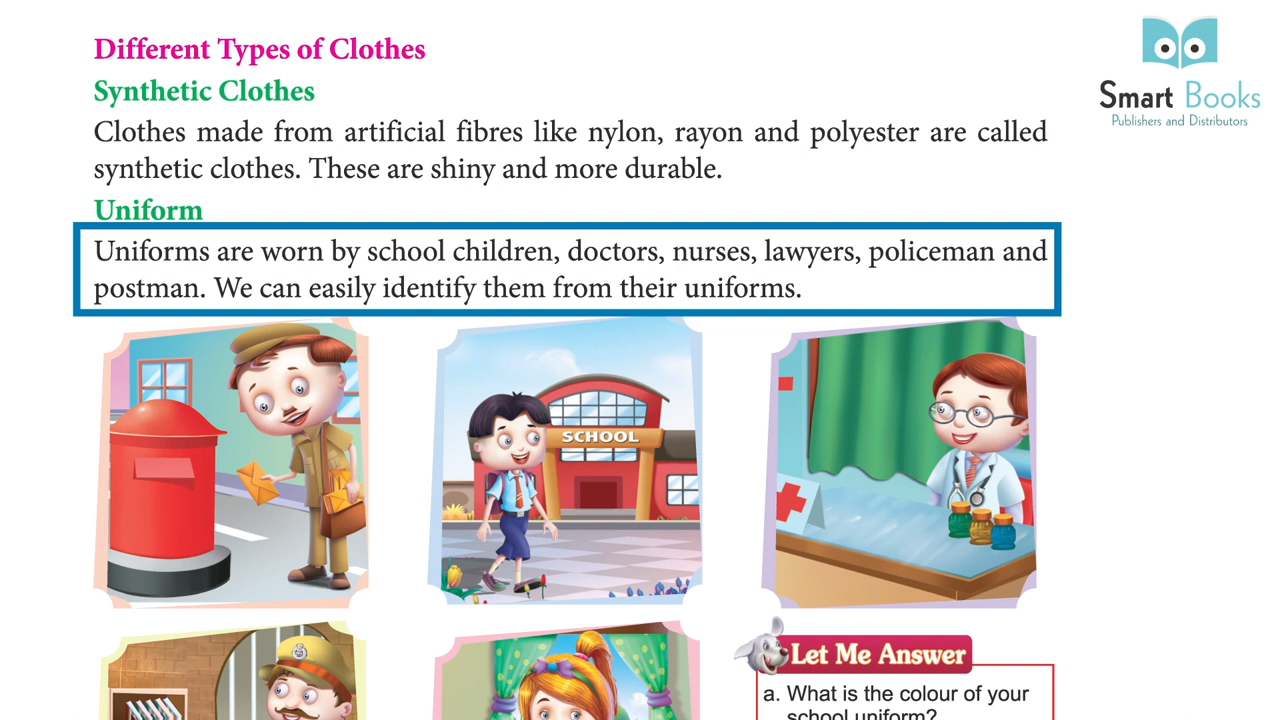 Different Types of Clothes
Synthetic Clothes
Clothes made from artificial fibres like nylon, rayon and polyester are called
synthetic clothes. These are shiny and more durable.
Uniform
Uniforms are worn by school children, doctors, nurses, lawyers, policeman and
postman. We can easily identify them from their uniforms.
Smart Books
Publishers and Distributors
SCHOOL
Let Me Answer
a. What is the colour of your
school uniform?